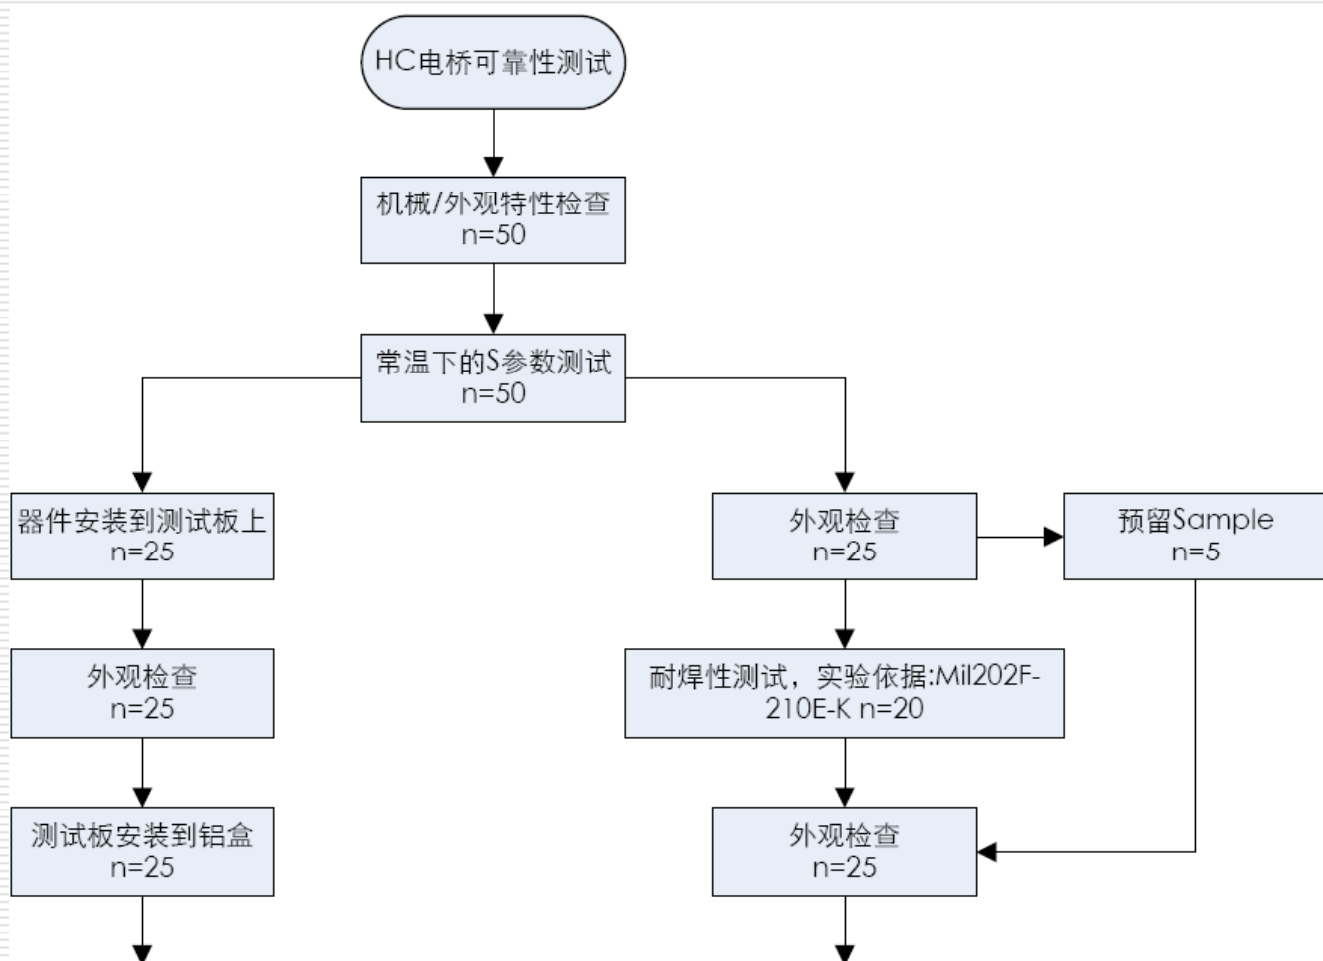 HC电桥可靠性测试
机械/外观特性检查
n=50
常温下的S参数测试
n=50
器件安装到测试板上
n=25
外观检查
n=25
预留Sample
n=5
外观检查
n=25
耐焊性测试，实验依据:Mil202F-
210E-K n=20
测试板安装到铝盒
n=25
外观检查
n=25